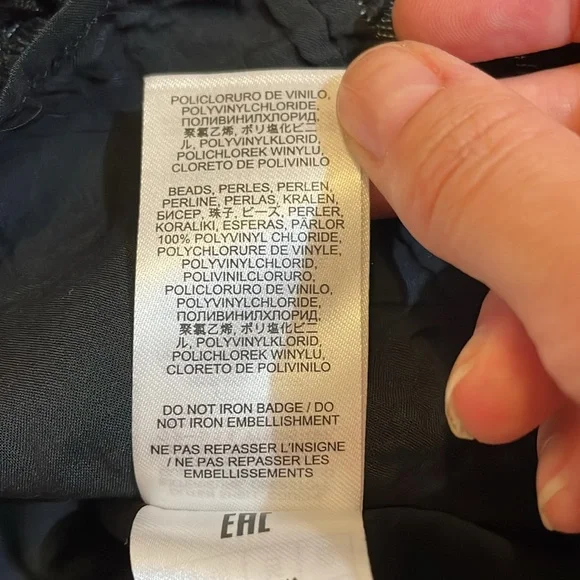 POLICLORURO DE VINILO,
POLYVINYLCHLORIDE,
ПОЛИВИНИЛХЛОРИД,
聚氯乙烯, ポリ塩化ビニ
ル, POLYVINYLKLORID,
POLICHLOREK WINYLU,
CLORETO DE POLIVINILO
BEADS, PERLES, PERLEN,
PERLINE, PERLAS, KRALEN,
БИСЕР, 珠子, ビーズ, PERLER,
KORALIKI, ESFERAS, PÄRLOR
100% POLYVINYL CHLORIDE,
POLYCHLORURE DE VINYLE,
POLYVINYLCHLORID,
POLIVINILCLORURO,
POLICLORURO DE VINILO,
POLYVINYLCHLORIDE,
ПОЛИВИНИЛХЛОРИД,
聚氯乙烯, ポリ塩化ビニ
ル, POLYVINYLKLORID,
POLICHLOREK WINYLU,
CLORETO DE POLIVINILO
DO NOT IRON BADGE / DO
NOT IRON EMBELLISHMENT
NE PAS REPASSER L'INSIGNE
/ NE PAS REPASSER LES
EMBELLISSEMENTS
EAC